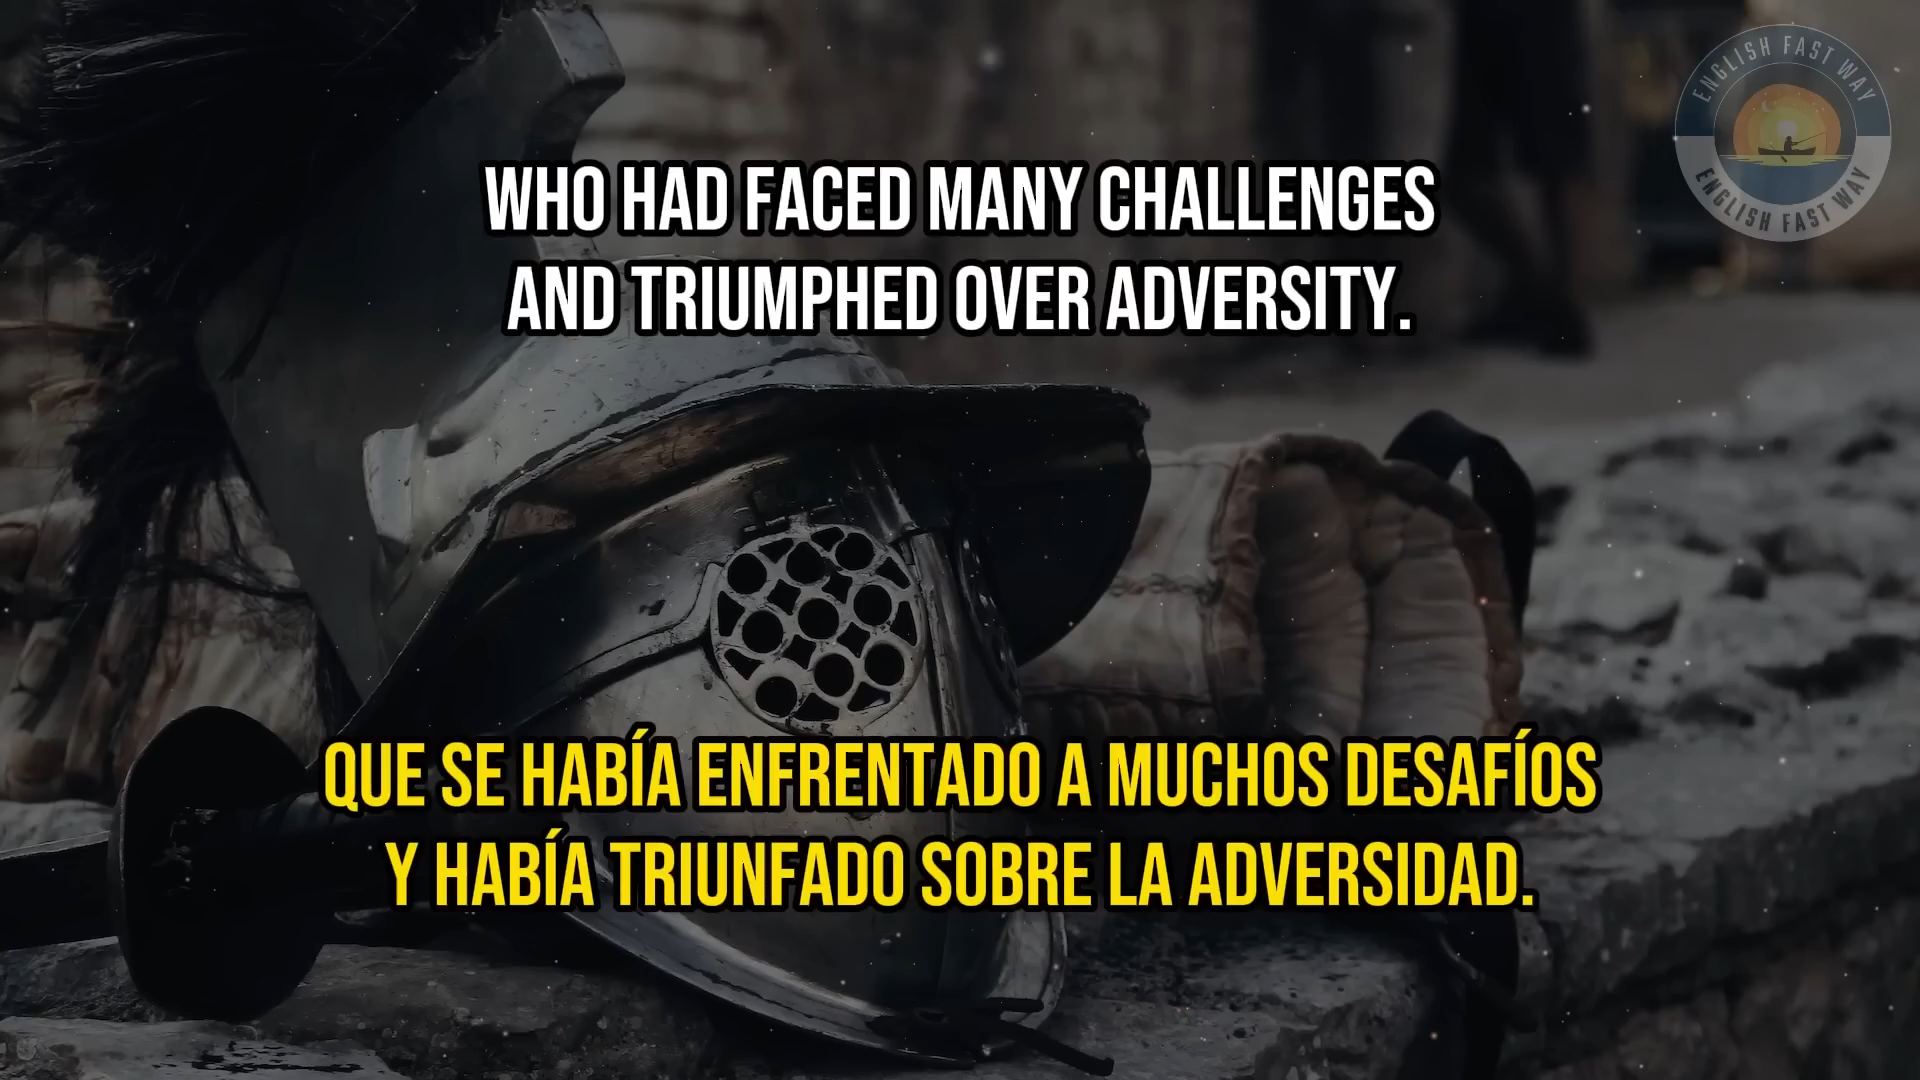 ENGLISH FAST WAY
WHO HAD FACED MANY CHALLENGES
AND TRIUMPHED OVER ADVERSITY.
ENGLISH FAST WAY
QUE SE HABÍA ENFRENTADO A MUCHOS DESAFÍOS
Y HABÍA TRIUNFADO SOBRE LA ADVERSIDAD.